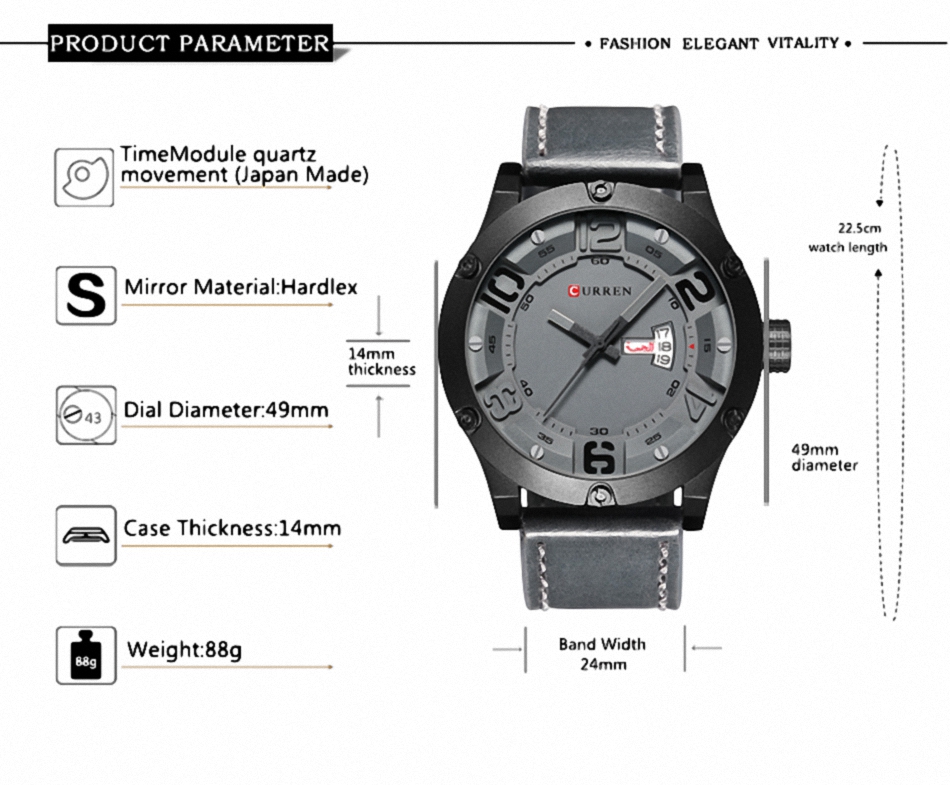 PRODUCT PARAMETER
• FASHION ELEGANT VITALITY •
TimeModule quartz
movement (Japan Made)
Mirror Material:Hardlex
14mm
thickness
43
Dial Diameter:49mm
Case Thickness:14mm
88g
Weight:88g
22.5cm
watch length
49mm
diameter
Band Width
24mm
12
60
05
2
10
15
20
4
25
30
6
35
8
40
45
10
50
55
CURREN
17
18
19
S